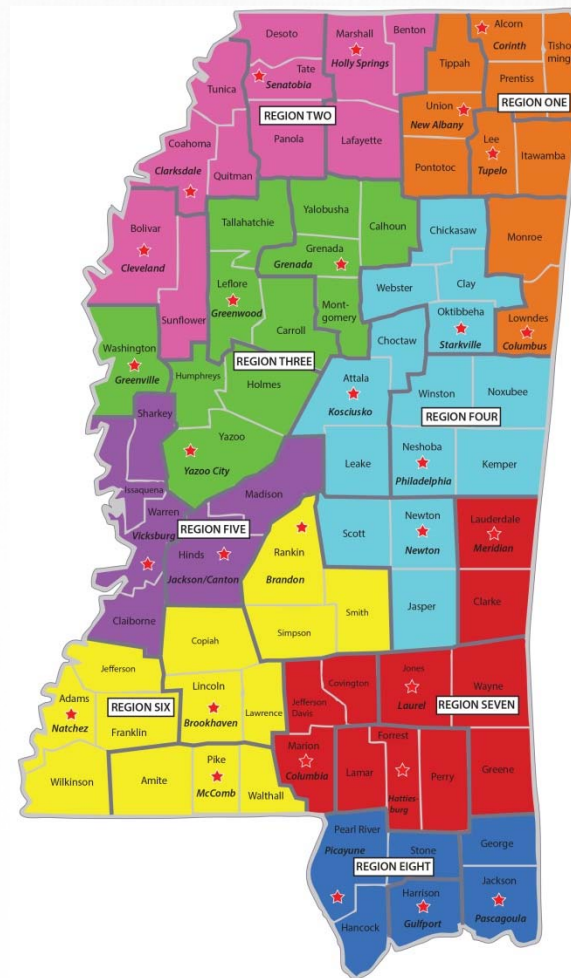 Desoto
Marshall
Holly Springs
Benton
Alcorn
Corinth
Tisho
ming
Tippah
Prentiss
Tate
Senatobia
Tunica
REGION TWO
REGION ONE
Union
New Albany
Panola
Lafayette
Lee
Tupelo
Itawamba
Coahoma
Clarksdale
Quitman
Pontotoc
Tallahatchie
Yalobusha
Calhoun
Chickasaw
Monroe
Bolivar
Cleveland
Grenada
Grenada
Leflore
Greenwood
Webster
Clay
Mont-
gomery
Oktibbeha
Starkville
Lowndes
Columbus
Sunflower
Carroll
Choctaw
Washington
Greenville
REGION THREE
Humphreys
Holmes
Attala
Kosciusko
Winston
Noxubee
REGION FOUR
Sharkey
Yazoo
Yazoo City
Leake
Neshoba
Philadelphia
Kemper
Issaquena
Madison
Warren
Vicksburg
REGION FIVE
Scott
Newton
Newton
Lauderdale
Meridian
Hinds
Jackson/Canton
Rankin
Brandon
Smith
Jasper
Clarke
Claiborne
Copiah
Simpson
Jefferson
Covington
Jones
Laurel
Wayne
Adams
Natchez
REGION SIX
Lincoln
Brookhaven
Lawrence
Jefferson
Davis
REGION SEVEN
Franklin
Marion
Columbia
Forrest
Hatties-
burg
Lamar
Perry
Greene
Wilkinson
Amite
Pike
McComb
Walthall
Pearl River
Picayune
Stone
George
REGION EIGHT
Hancock
Harrison
Gulfport
Jackson
Pascagoula